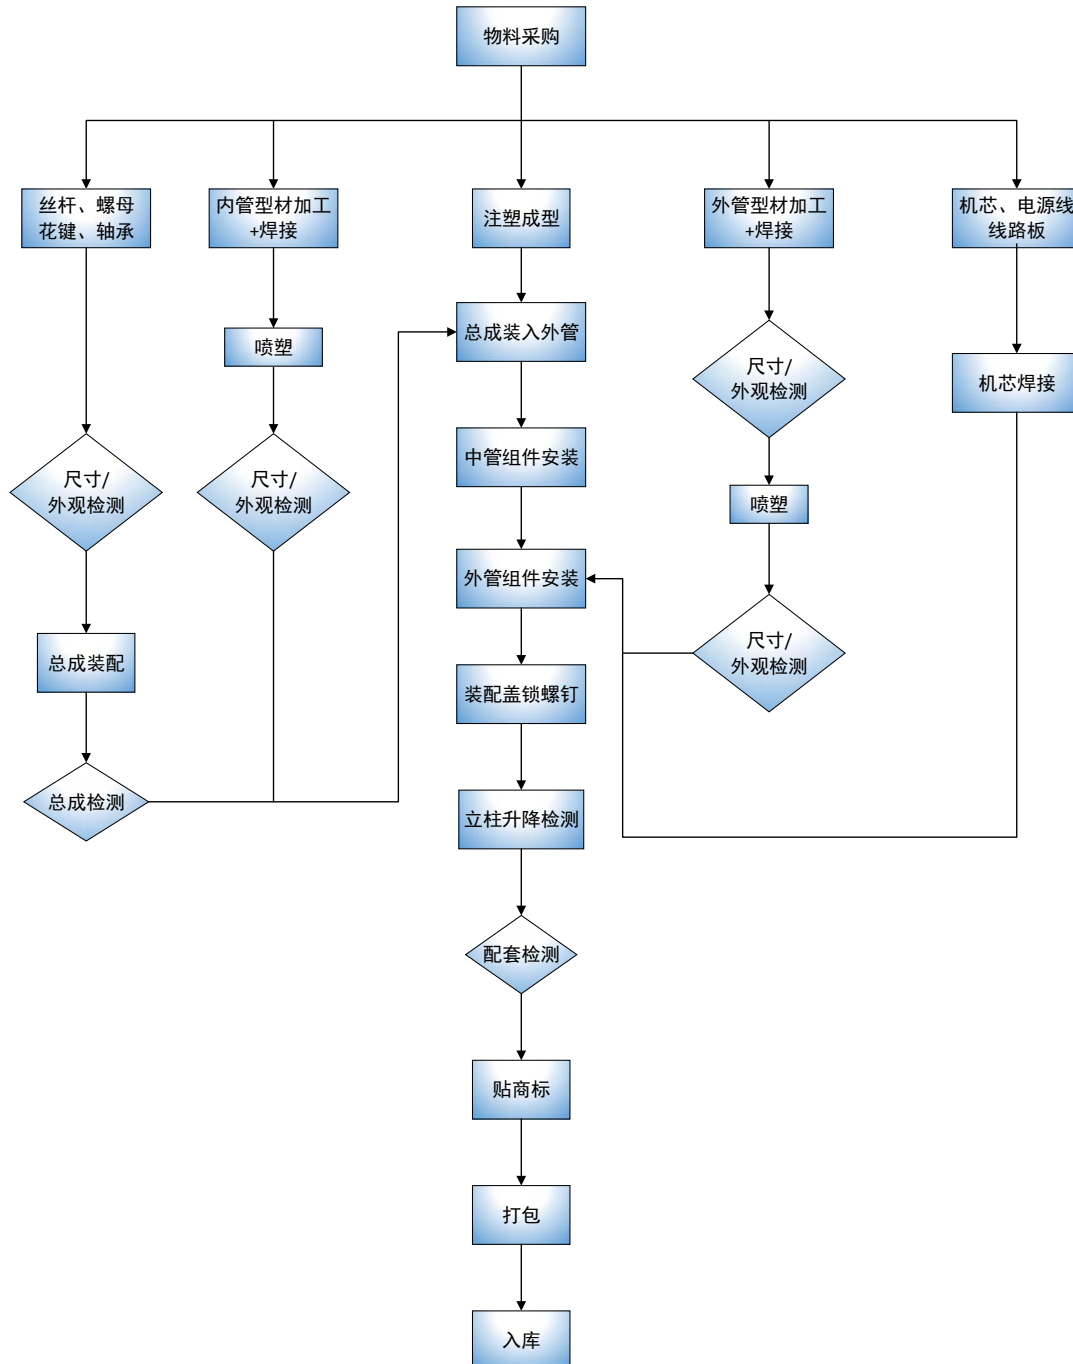 物料采购
丝杆、螺母
花键、轴承
内管型材加工
+焊接
注塑成型
外管型材加工
+焊接
机芯、电源线
线路板
总成装入外管
喷塑
尺寸/
外观检测
机芯焊接
中管组件安装
尺寸/
外观检测
尺寸/
外观检测
喷塑
外管组件安装
总成装配
装配盖锁螺钉
尺寸/
外观检测
总成检测
立柱升降检测
配套检测
贴商标
打包
入库